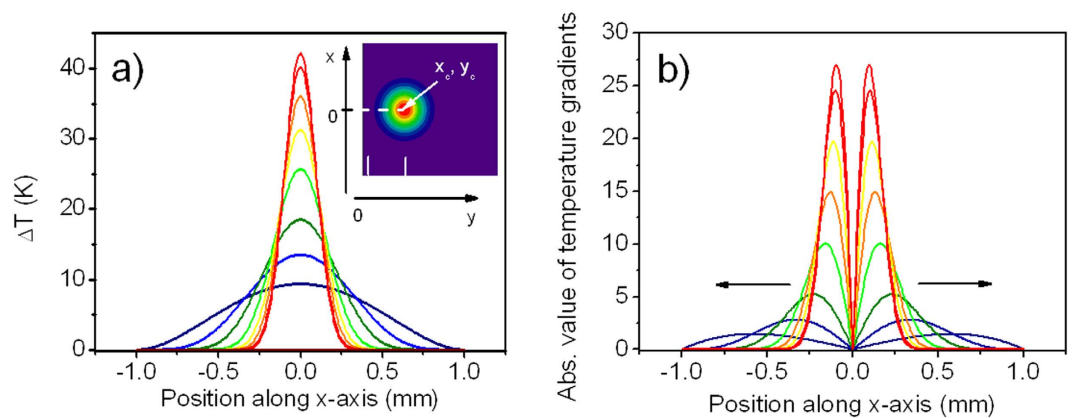 a)
40
30
20
10
0
ΔT (K)
-1.0 -0.5 0.0 0.5 1.0
Position along x-axis (mm)
x
x_c, y_c
0
0
y
b)
30
25
20
15
10
5
0
Abs. value of temperature gradients
-1.0 -0.5 0.0 0.5 1.0
Position along x-axis (mm)